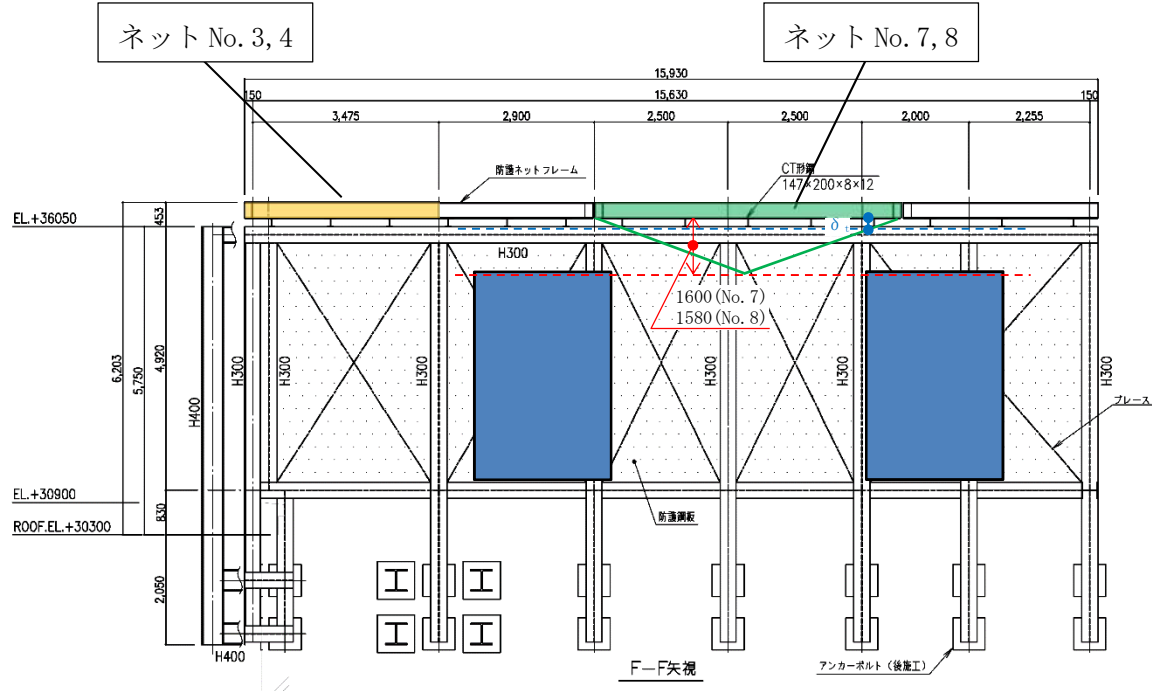 ネット No.3,4
ネット No.7,8
15,930
150
15,630
150
3,475
2,900
2,500
2,500
2,000
2,255
防護ネットフレーム
CT形鋼
147×200×8×12
EL.+36050
453
δ
H300
1600(No.7)
1580(No.8)
6,203
5,750
4,920
H400
H300
H300
H300
H300
H300
H300
ブレース
EL.+30900
830
ROOF.EL.+30300
防護鋼板
2,050
H400
F－F矢視
アンカーボルト（後施工）